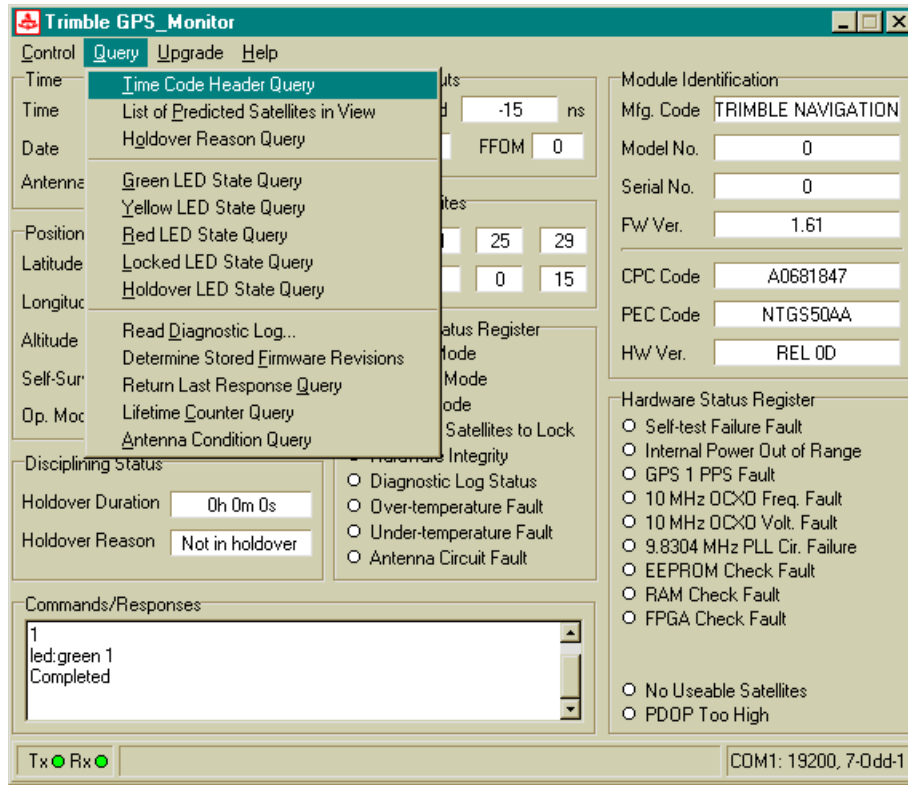 Trimble GPS_Monitor
Control Query Upgrade Help
Time
Time
Date
Antenna
Position
Latitude
Altitude
Time Code Header Query
List of Predicted Satellites in View
Holdover Reason Query
Green LED State Query
Yellow LED State Query
Red LED State Query
Locked LED State Query
Holdover LED State Query
Read Diagnostic Log...
Determine Stored Firmware Revisions
Return Last Response Query
Lifetime Counter Query
Antenna Condition Query
-15 ns
FFOM 0
25 29
0 15
Mode
Mode
Satellites to Lock
Hardware Integrity
Diagnostic Log Status
Over-temperature Fault
Under-temperature Fault
Antenna Circuit Fault
Disciplining Status
Holdover Duration 0h 0m 0s
Holdover Reason Not in holdover
Module Identification
Mfg. Code TRIMBLE NAVIGATION
Model No. 0
Serial No. 0
FW Ver. 1.61
CPC Code A0681847
PEC Code NTGS50AA
HW Ver. REL 0D
Hardware Status Register
Self-test Failure Fault
Internal Power Out of Range
GPS 1 PPS Fault
10 MHz OCXO Freq. Fault
10 MHz OCXO Volt. Fault
9.8304 MHz PLL Cir. Failure
EEPROM Check Fault
RAM Check Fault
FPGA Check Fault
No Useable Satellites
PDOP Too High
Commands/Responses
1
led:green 1
Completed
Tx Rx
COM1: 19200, 7-Odd-1